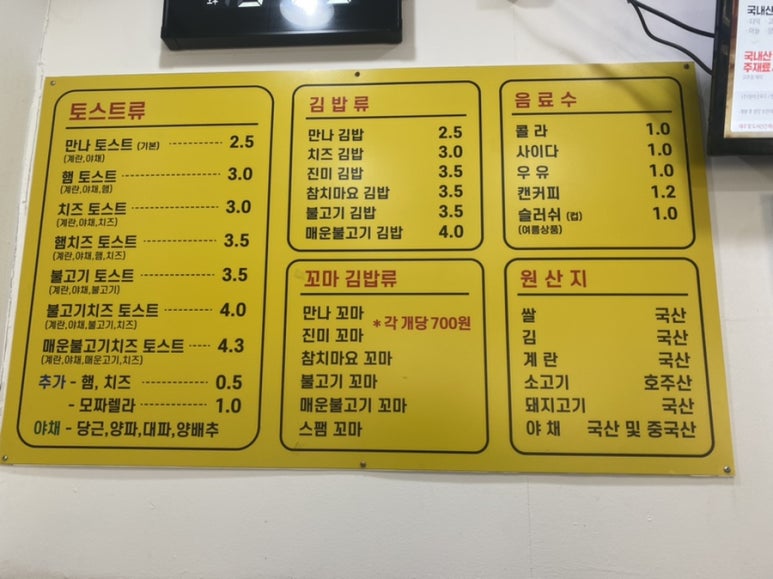 토스트류
만나 토스트 (기본) 2.5
(계란,야채)
햄 토스트 3.0
(계란,야채,햄)
치즈 토스트 3.0
(계란,야채,치즈)
햄치즈 토스트 3.5
(계란,야채,햄,치즈)
불고기 토스트 3.5
(계란,야채,불고기)
불고기치즈 토스트 4.0
(계란,야채,불고기,치즈)
매운불고기치즈 토스트 4.3
(계란,야채,매운불고기,치즈)
추가 - 햄, 치즈 0.5
- 모짜렐라 1.0
야채 - 당근,양파,대파,양배추
김 밥 류
만나 김밥 2.5
치즈 김밥 3.0
진미 김밥 3.5
참치마요 김밥 3.5
불고기 김밥 3.5
매운불고기 김밥 4.0
꼬마 김밥류
만나 꼬마
* 각 개당 700원
진미 꼬마
참치마요 꼬마
불고기 꼬마
매운불고기 꼬마
스팸 꼬마
음 료 수
콜 라 1.0
사이다 1.0
우 유 1.0
캔커피 1.2
슬러쉬 (컵) 1.0
(여름상품)
원 산 지
쌀 국산
김 국산
계 란 국산
소고기 호주산
돼지고기 국산
야 채 국산 및 중국산
국내산
국내산
주재료